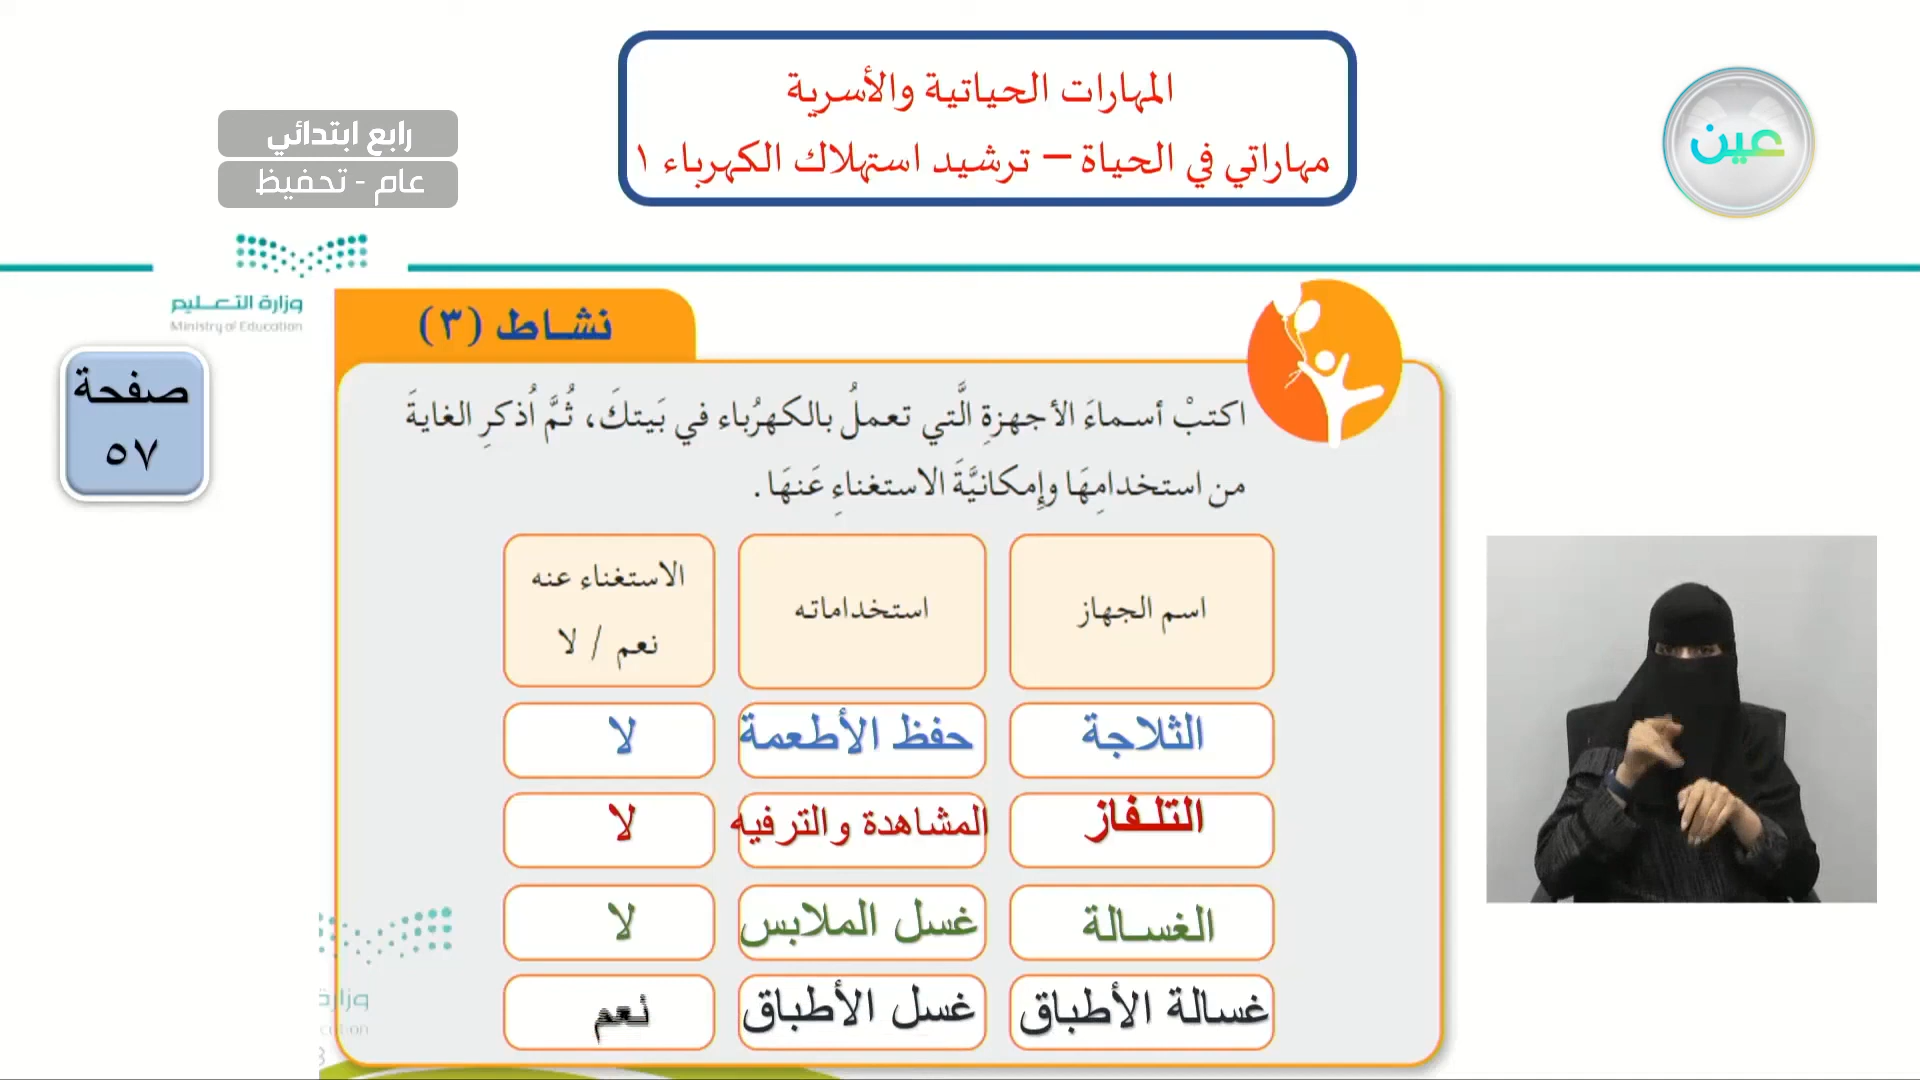 المهارات الحياتية والأسرية
مهاراتي في الحياة – ترشيد استهلاك الكهرباء ١
عين
رابع ابتدائي
عام - تحفيظ
وزارة التعليم
Ministry of Education
صفحة
٥٧
نشاط (٣)
اكتبْ أسماءَ الأجهزةِ الَّتي تعملُ بالكهرُباء في بَيتكَ، ثُمَّ اُذكرِ الغايةَ
من استخدامِهَا وإِمكانيَّةَ الاستغناءِ عَنهَا.
اسم الجهاز استخداماته الاستغناء عنه
نعم / لا
الثلاجة حفظ الأطعمة لا
التلفاز المشاهدة والترفيه لا
الغسالة غسل الملابس لا
غسالة الأطباق غسل الأطباق نعم